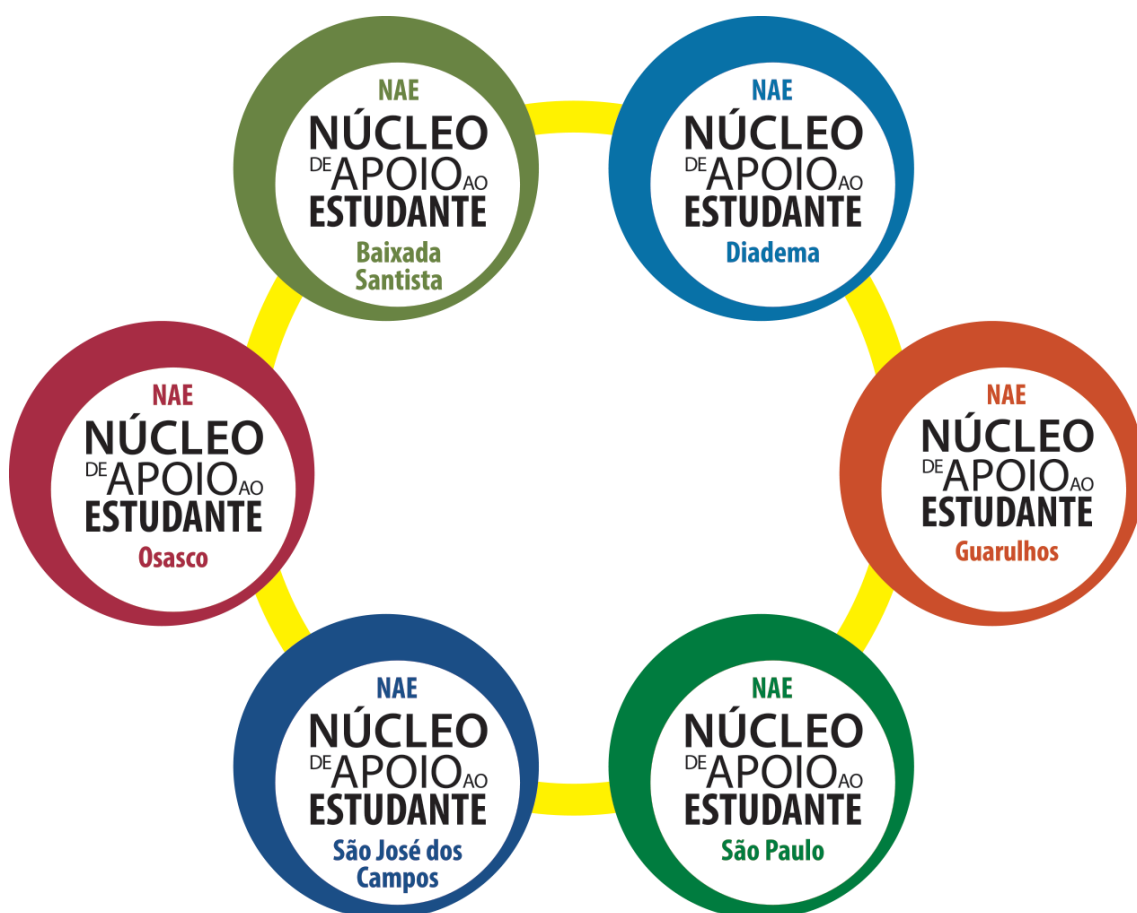 NAE
NÚCLEO
DE APOIO AO
ESTUDANTE
Baixada
Santista
NAE
NÚCLEO
DE APOIO AO
ESTUDANTE
Diadema
NAE
NÚCLEO
DE APOIO AO
ESTUDANTE
Osasco
NAE
NÚCLEO
DE APOIO AO
ESTUDANTE
Guarulhos
NAE
NÚCLEO
DE APOIO AO
ESTUDANTE
São José dos
Campos
NAE
NÚCLEO
DE APOIO AO
ESTUDANTE
São Paulo